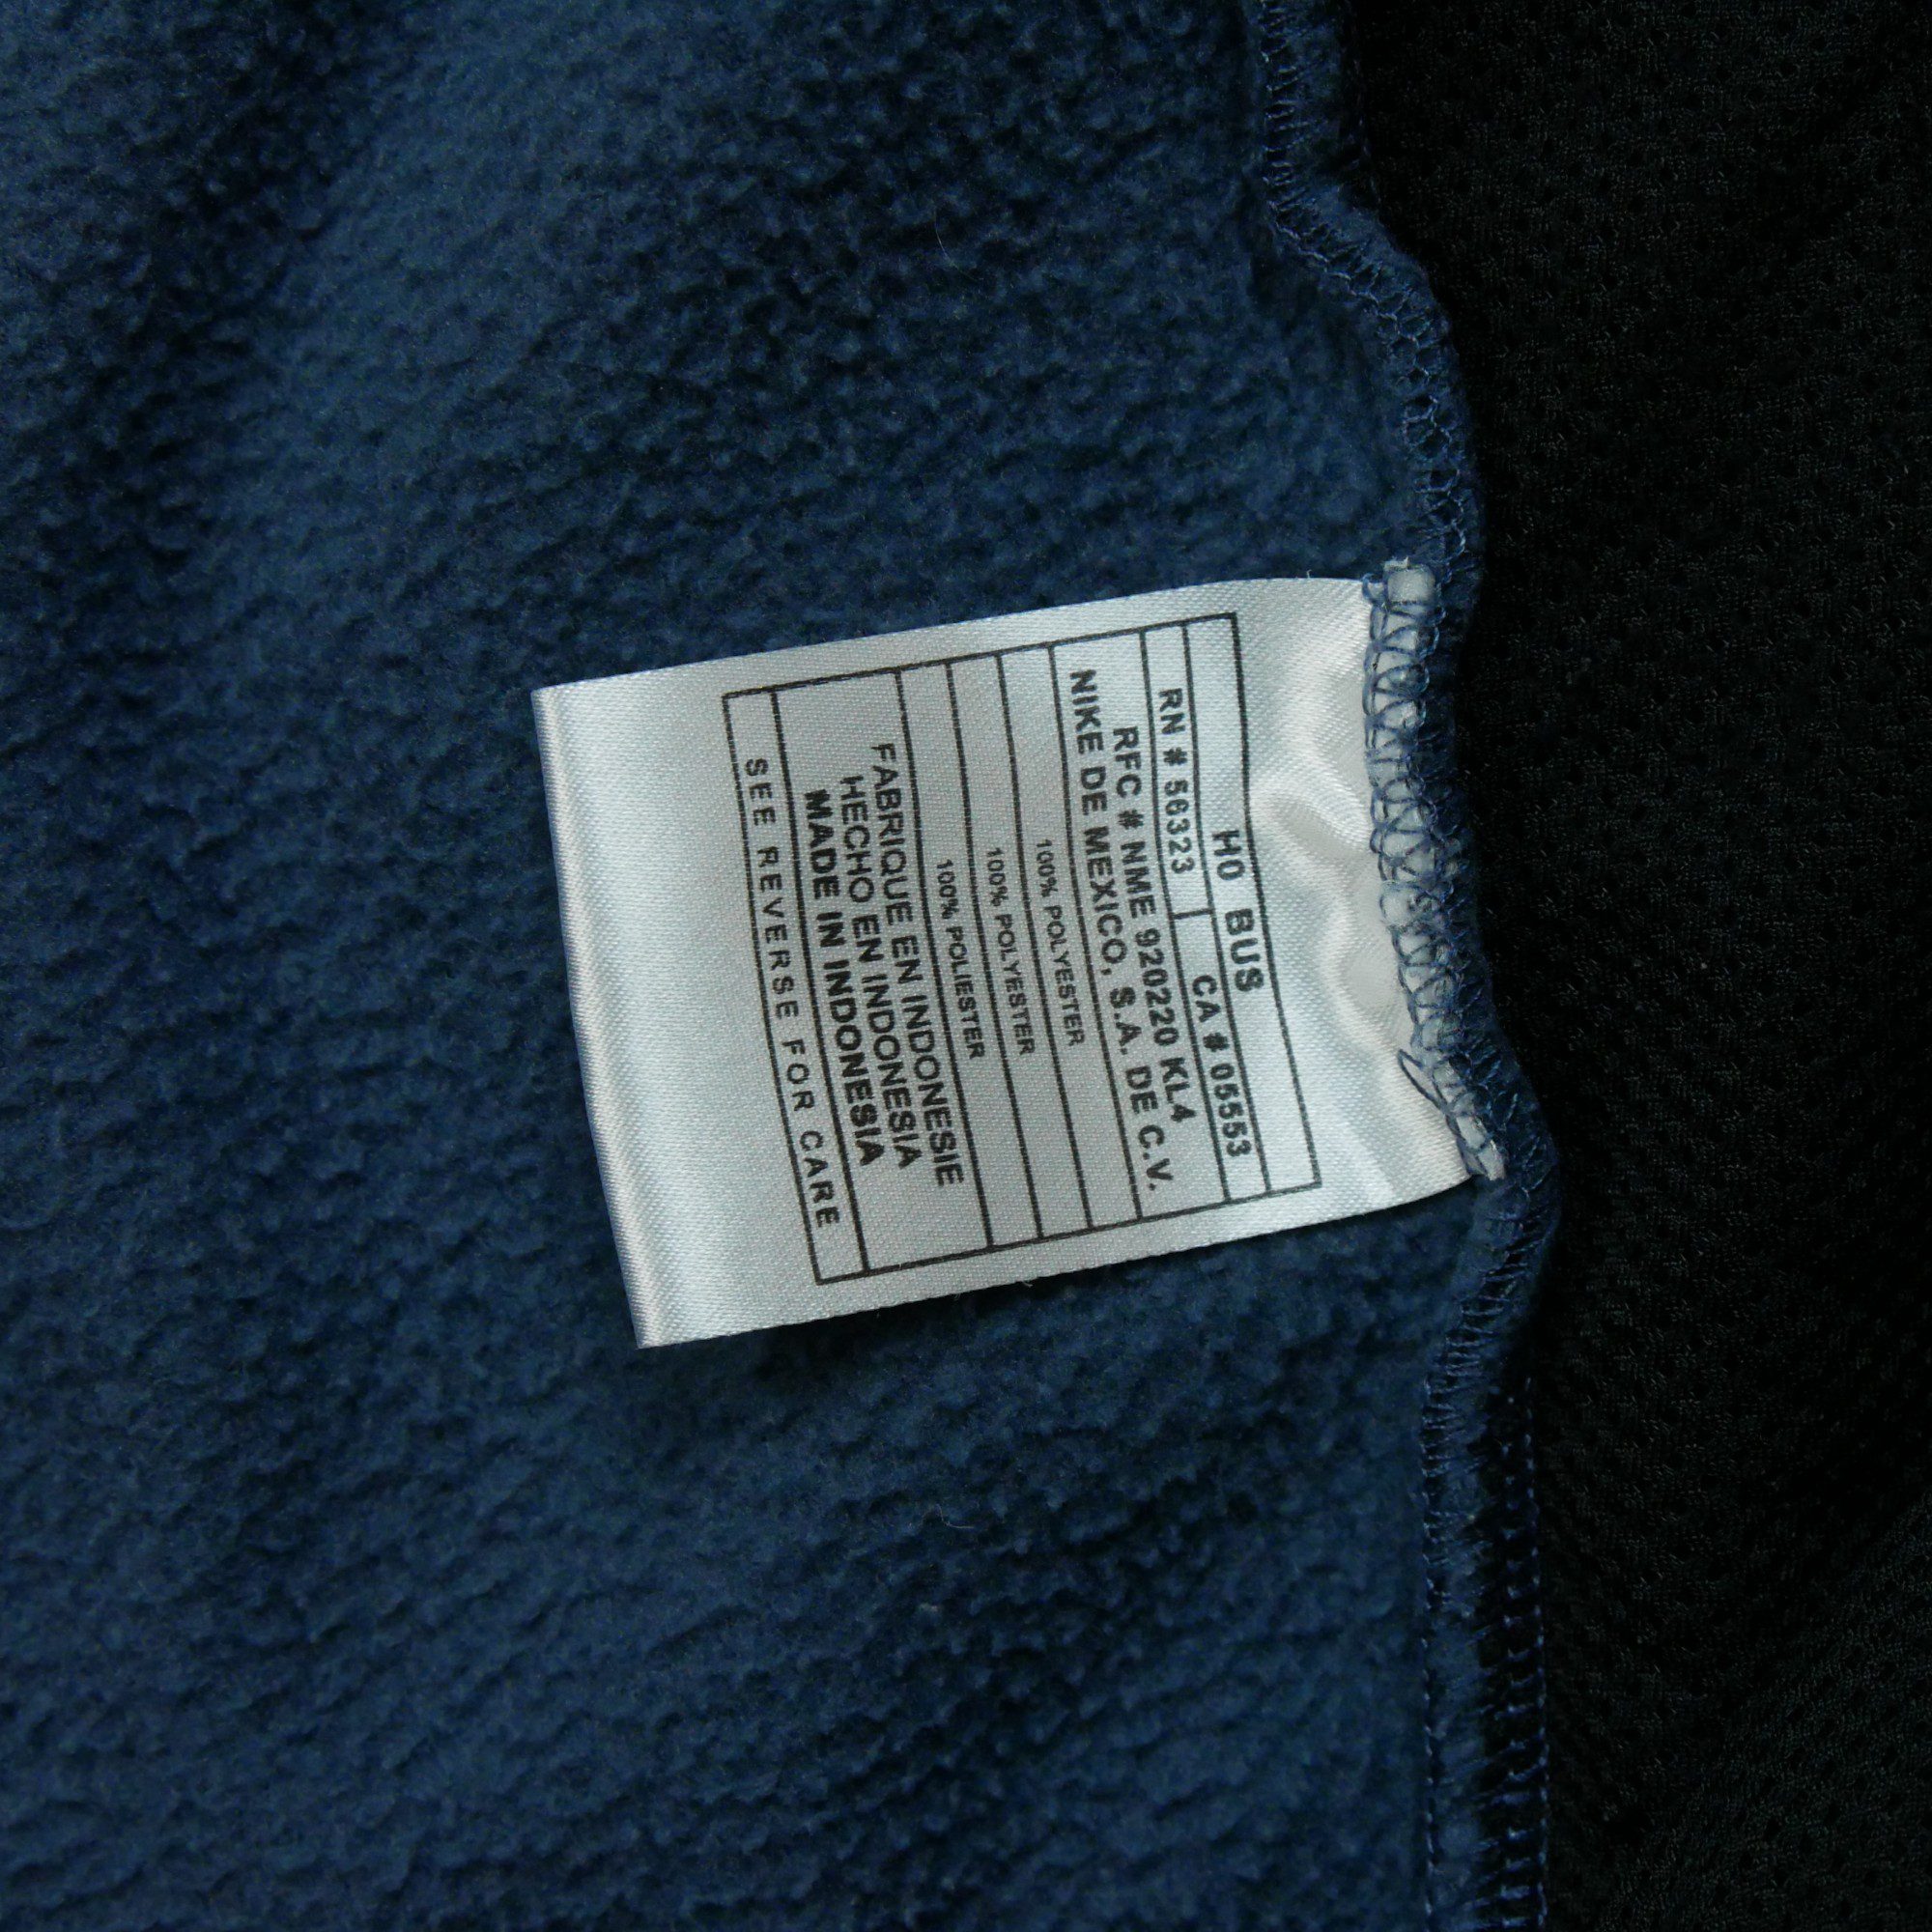 H0 BUS
RN # 56323 CA # 05553
RFC # NME 920220 KL4
NIKE DE MEXICO, S.A. DE C.V.
100% POLYESTER
100% POLYESTER
100% POLIESTER
FABRIQUE EN INDONESIE
HECHO EN INDONESIA
MADE IN INDONESIA
SEE REVERSE FOR CARE